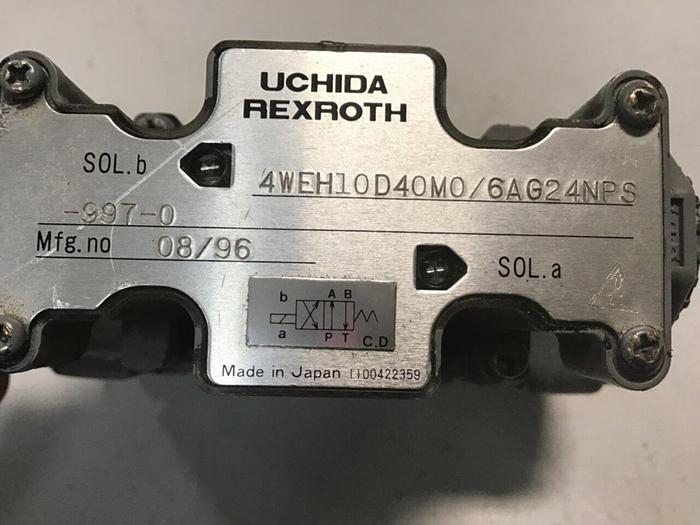 UCHIDA
REXROTH
SOL.b
4WEH10D40M0/6AG24NPS
-997-0
Mfg.no 08/96
SOL.a
b A B
a P T C.D
Made in Japan 1100422359